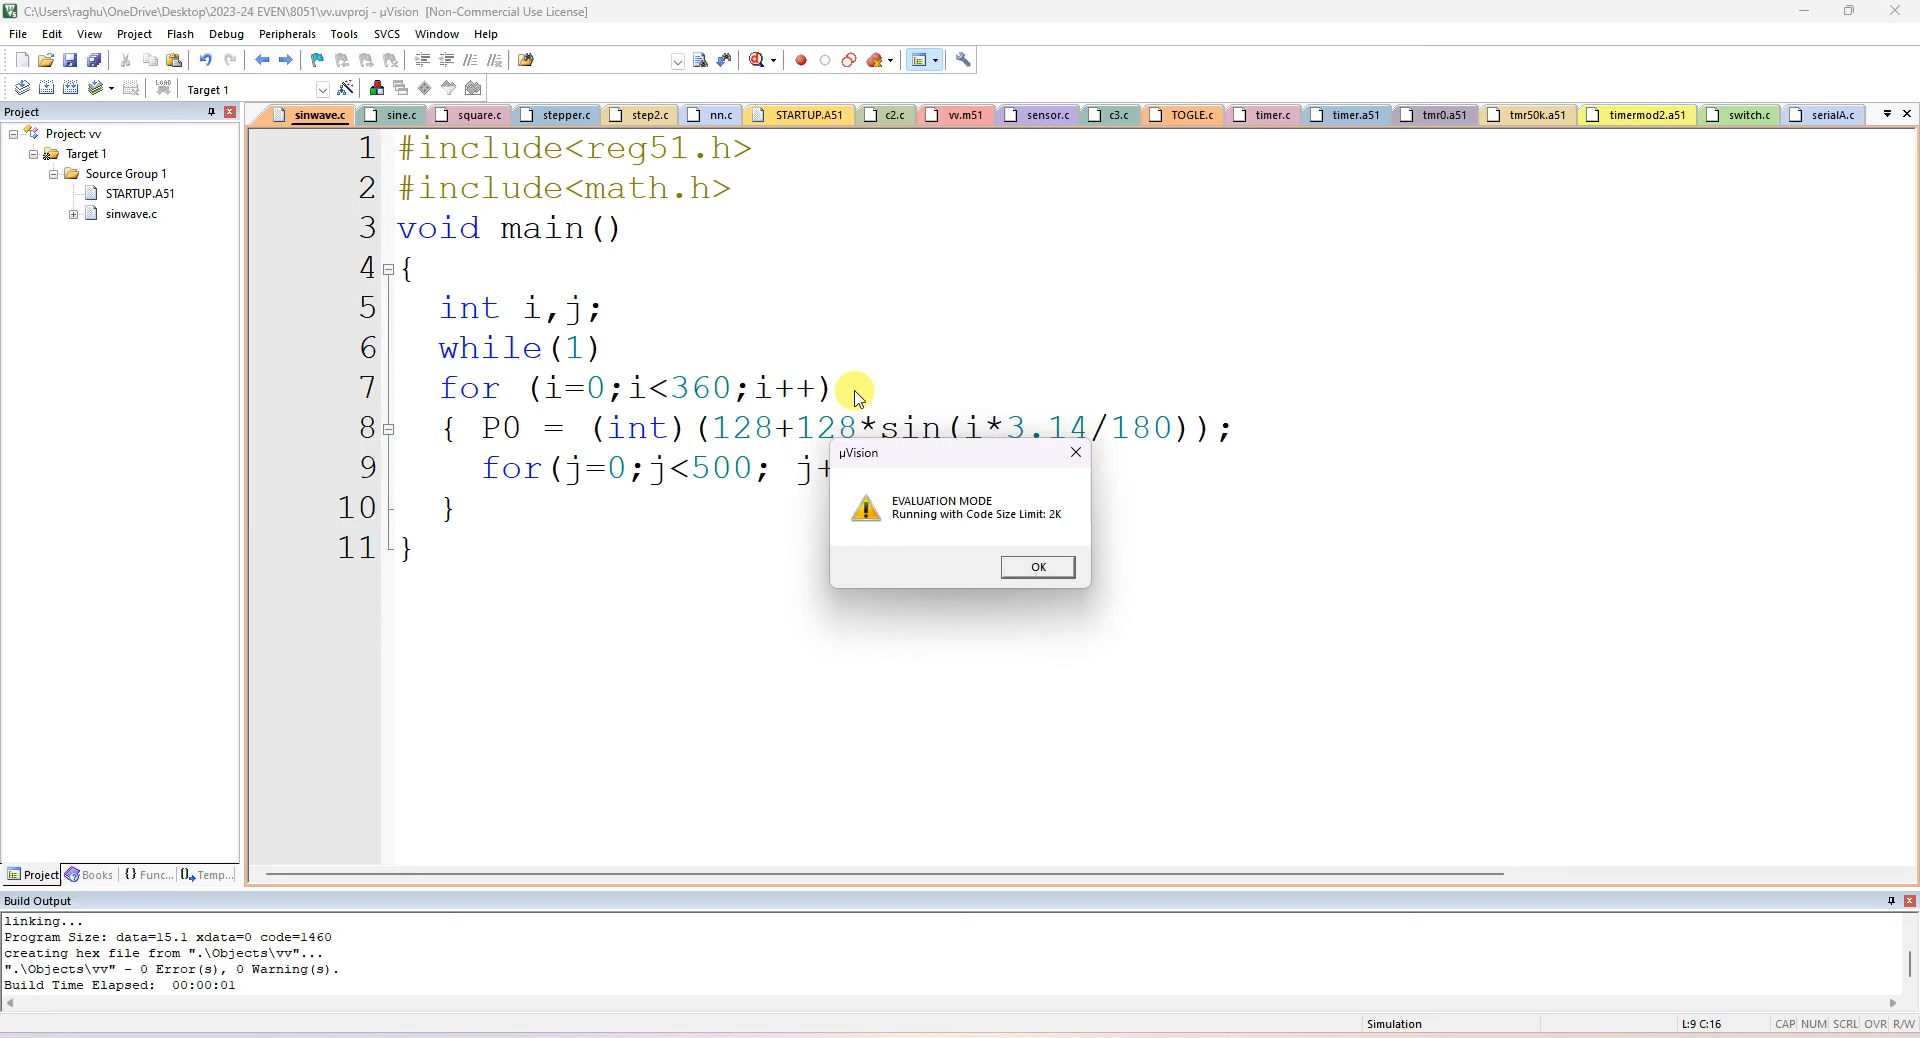 C:\Users\raghu\OneDrive\Desktop\2023-24 EVEN\8051\vv.uvproj - µVision [Non-Commercial Use License]
File Edit View Project Flash Debug Peripherals Tools SVCS Window Help
LOAD Target 1
Project
sinwave.c sine.c square.c stepper.c step2.c nn.c STARTUP.A51 c2.c vv.m51 sensor.c c3.c TOGLE.c timer.c timer.a51 tmr0.a51 tmr50k.a51 timermod2.a51 switch.c serialA.c
Project: vv
Target 1
Source Group 1
STARTUP.A51
sinwave.c
1 #include<reg51.h>
2 #include<math.h>
3 void main()
4 {
5 int i,j;
6 while(1)
7 for (i=0;i<360;i++)
8 { P0 = (int)(128+128*sin(i*3.14/180));
9 for(j=0;j<500; j+
10 }
11 }
µVision
EVALUATION MODE
Running with Code Size Limit: 2K
OK
Project Books {} Func... Temp...
Build Output
linking...
Program Size: data=15.1 xdata=0 code=1460
creating hex file from ".\Objects\vv"...
".\Objects\vv" - 0 Error(s), 0 Warning(s).
Build Time Elapsed: 00:00:01
Simulation L:9 C:16 CAP NUM SCRL OVR R/W